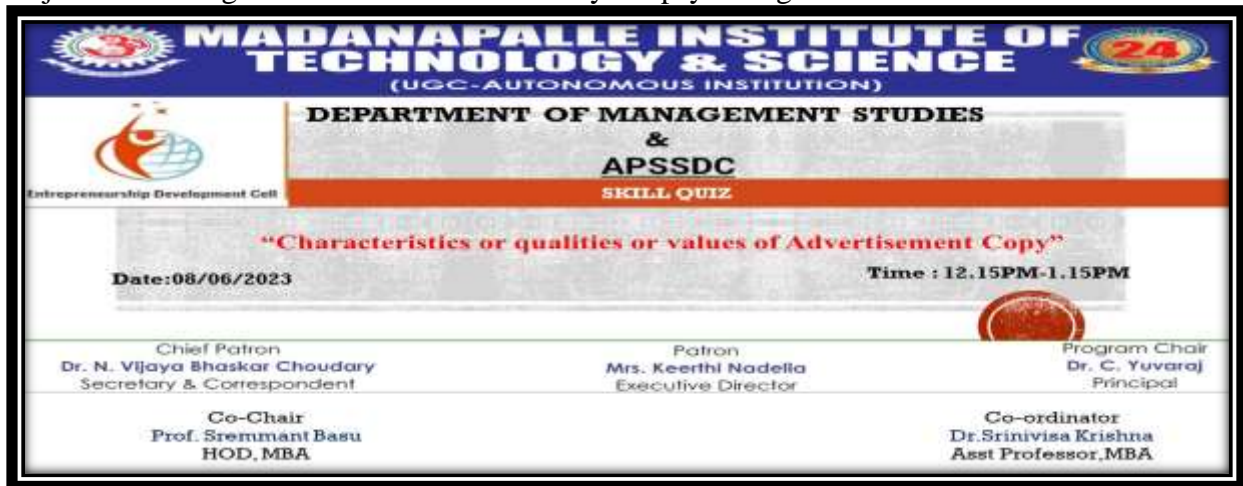 MADANAPALLE INSTITUTE OF
TECHNOLOGY & SCIENCE
(UGC-AUTONOMOUS INSTITUTION)
24
DEPARTMENT OF MANAGEMENT STUDIES
&
APSSDC
Entrepreneurship Development Cell
SKILL QUIZ
“Characteristics or qualities or values of Advertisement Copy”
Date:08/06/2023
Time : 12.15PM-1.15PM
Chief Patron
Dr. N. Vijaya Bhaskar Choudary
Secretary & Correspondent
Patron
Mrs. Keerthi Nadella
Executive Director
Program Chair
Dr. C. Yuvaraj
Principal
Co-Chair
Prof. Sremmant Basu
HOD, MBA
Co-ordinator
Dr.Srinivisa Krishna
Asst Professor,MBA